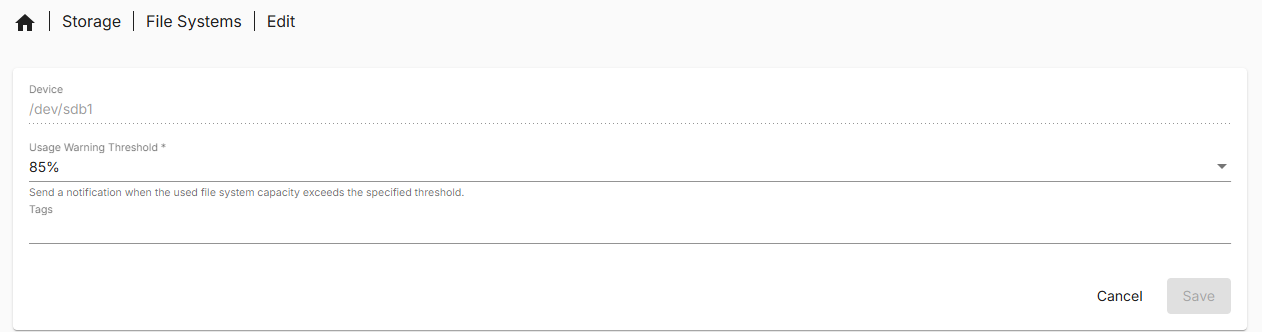 Storage | File Systems | Edit
Device
/dev/sdb1
Usage Warning Threshold *
85%
Send a notification when the used file system capacity exceeds the specified threshold.
Tags
Cancel Save